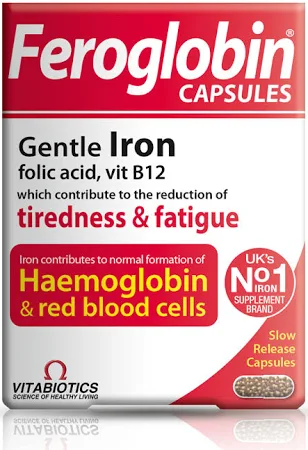 Feroglobin®
CAPSULES
Gentle Iron
folic acid, vit B12
which contribute to the reduction of
tiredness & fatigue
Iron contributes to normal formation of
Haemoglobin
& red blood cells
UK's
No1
IRON
SUPPLEMENT
BRAND
Slow
Release
Capsules
VITABIOTICS
SCIENCE OF HEALTHY LIVING